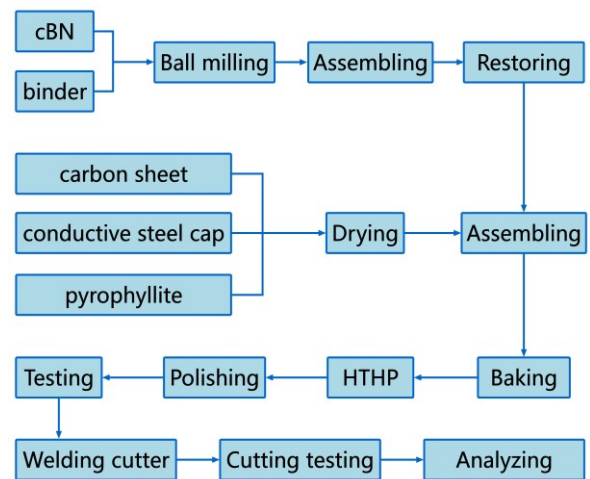 cBN
binder
Ball milling
Assembling
Restoring
carbon sheet
conductive steel cap
pyrophyllite
Drying
Assembling
Baking
HTHP
Polishing
Testing
Welding cutter
Cutting testing
Analyzing